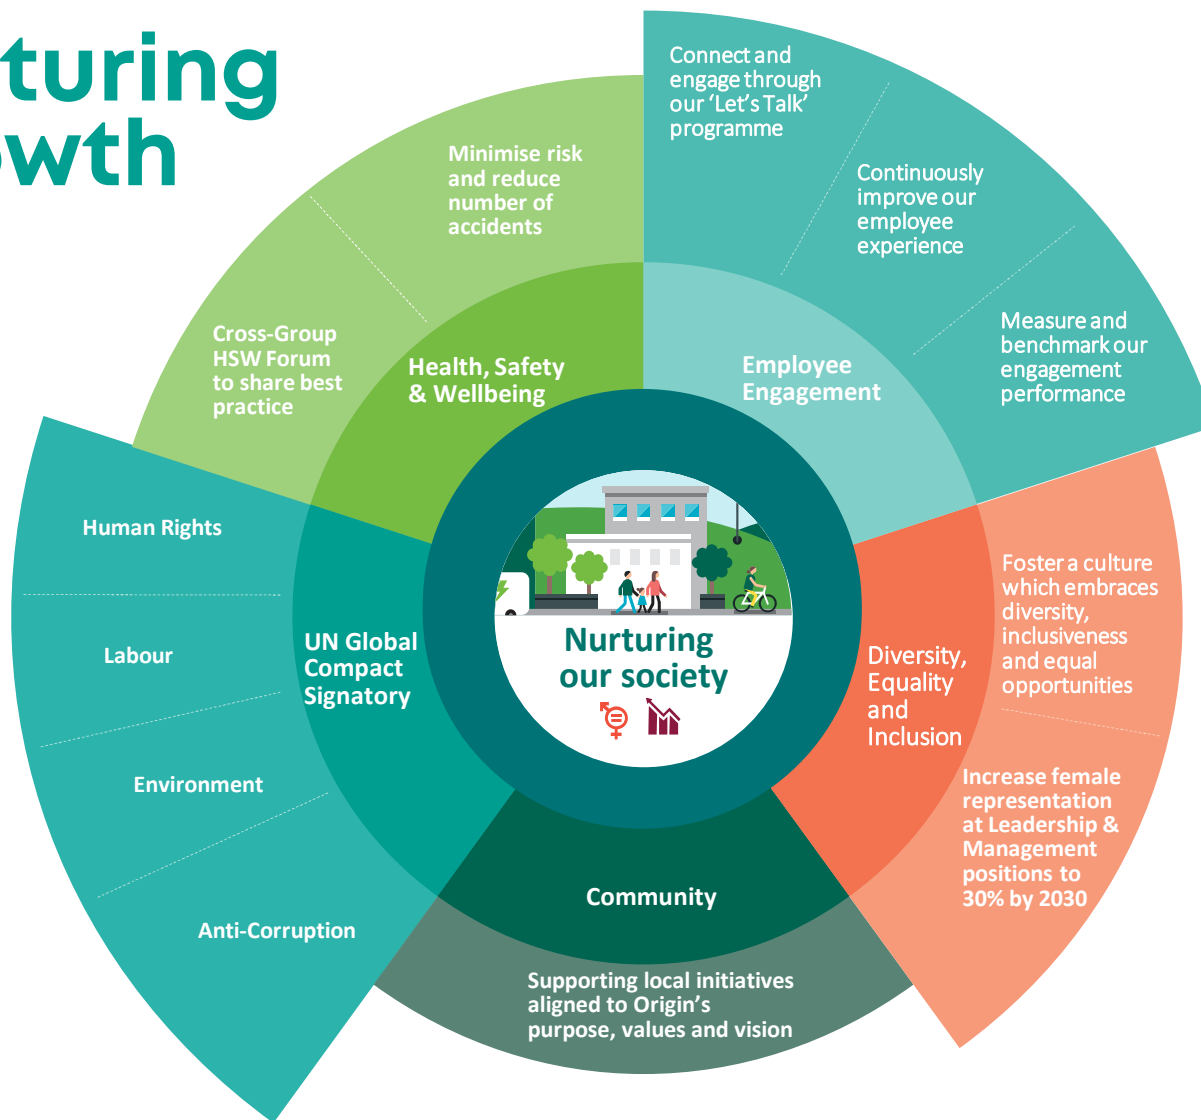 turing
owth
Connect and
engage through
our ‘Let’s Talk’
programme
Continuously
improve our
employee
experience
Measure and
benchmark our
engagement
performance
Employee
Engagement
Minimise risk
and reduce
number of
accidents
Cross-Group
HSW Forum
to share best
practice
Health, Safety
& Wellbeing
Human Rights
Labour
Environment
Anti-Corruption
UN Global
Compact
Signatory
Nurturing
our society
Diversity,
Equality
and
Inclusion
Foster a culture
which embraces
diversity,
inclusiveness
and equal
opportunities
Increase female
representation
at Leadership &
Management
positions to
30% by 2030
Community
Supporting local initiatives
aligned to Origin’s
purpose, values and vision